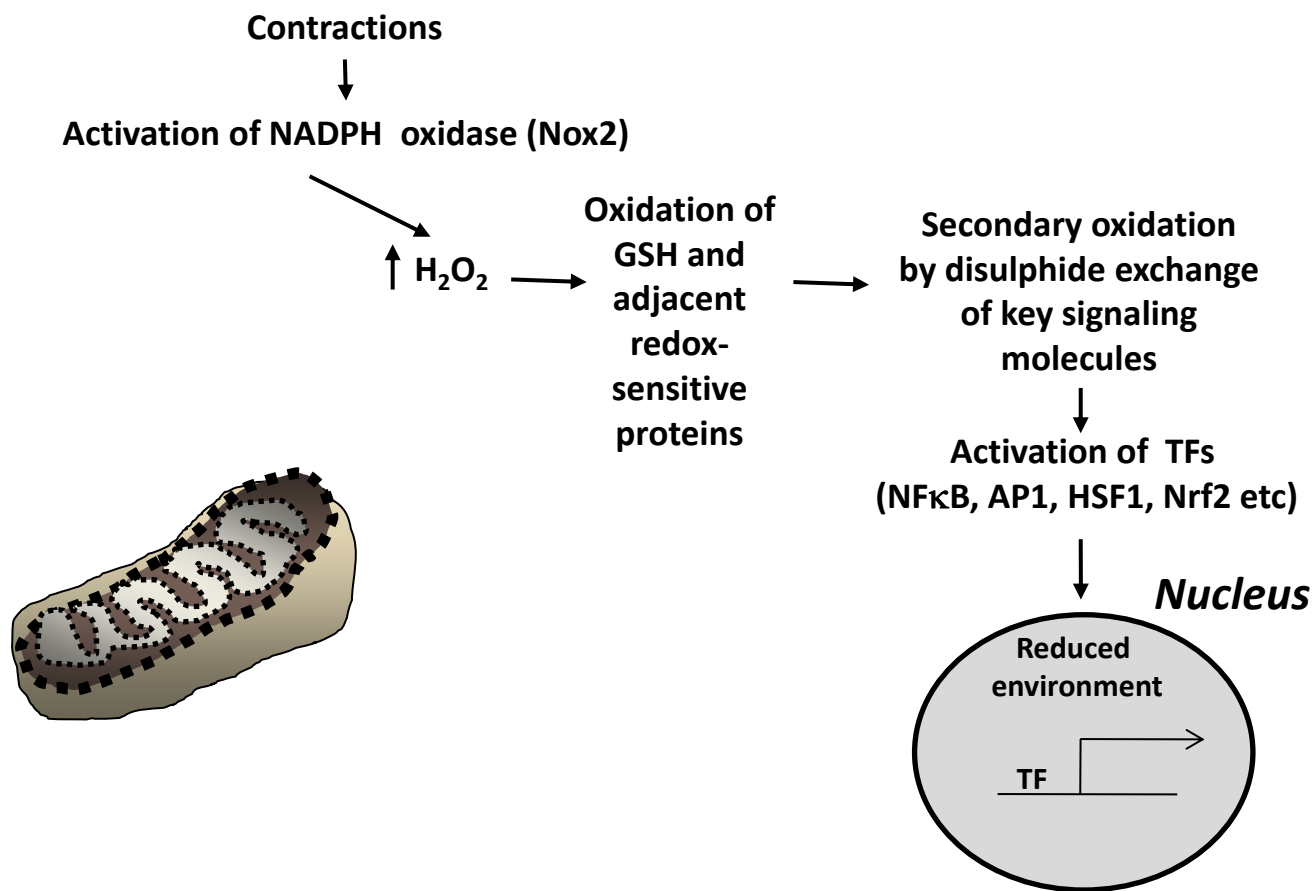 Contractions
Activation of NADPH oxidase (Nox2)
H₂O₂
Oxidation of
GSH and
adjacent
redox-
sensitive
proteins
Secondary oxidation
by disulphide exchange
of key signaling
molecules
Activation of TFs
(NFκB, AP1, HSF1, Nrf2 etc)
Nucleus
Reduced
environment
TF